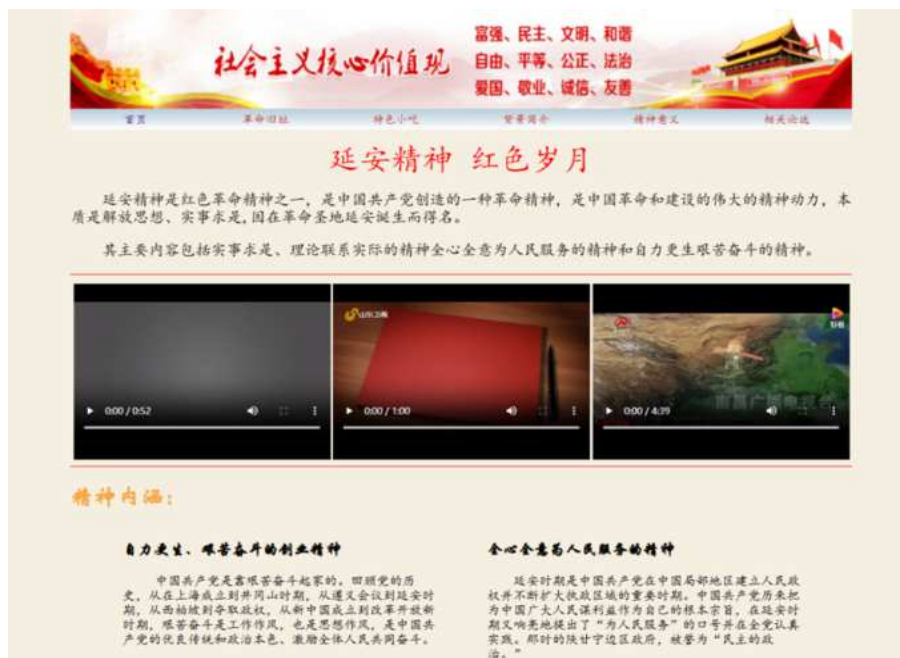 社会主义核心价值观
富强、民主、文明、和谐
自由、平等、公正、法治
爱国、敬业、诚信、友善
首页 革命旧址 特色小吃 背景简介 精神意义 相关论述
延安精神 红色岁月
延安精神是红色革命精神之一，是中国共产党创造的一种革命精神，是中国革命和建设的伟大的精神动力，本
质是解放思想、实事求是,因在革命圣地延安诞生而得名。
其主要内容包括实事求是、理论联系实际的精神全心全意为人民服务的精神和自力更生艰苦奋斗的精神。
山东卫视
0:00 / 0:52
0:00 / 1:00
0:00 / 4:39
精神内涵：
自力更生、艰苦奋斗的创业精神
中国共产党是靠艰苦奋斗起家的。回顾党的历
史，从在上海成立到井冈山时期，从遵义会议到延安时
期，从西柏坡到夺取政权，从新中国成立到改革开放新
时期，艰苦奋斗是工作作风，也是思想作风，是中国共
产党的优良传统和政治本色、激励全体人民共同奋斗。
全心全意为人民服务的精神
延安时期是中国共产党在中国局部地区建立人民政
权并不断扩大执政区域的重要时期。中国共产党历来把
为中国广大人民谋利益作为自己的根本宗旨，在延安时
期又响亮地提出了“为人民服务”的口号并在全党认真
实践。那时的陕甘宁边区政府，被誉为“民主的政
治。”